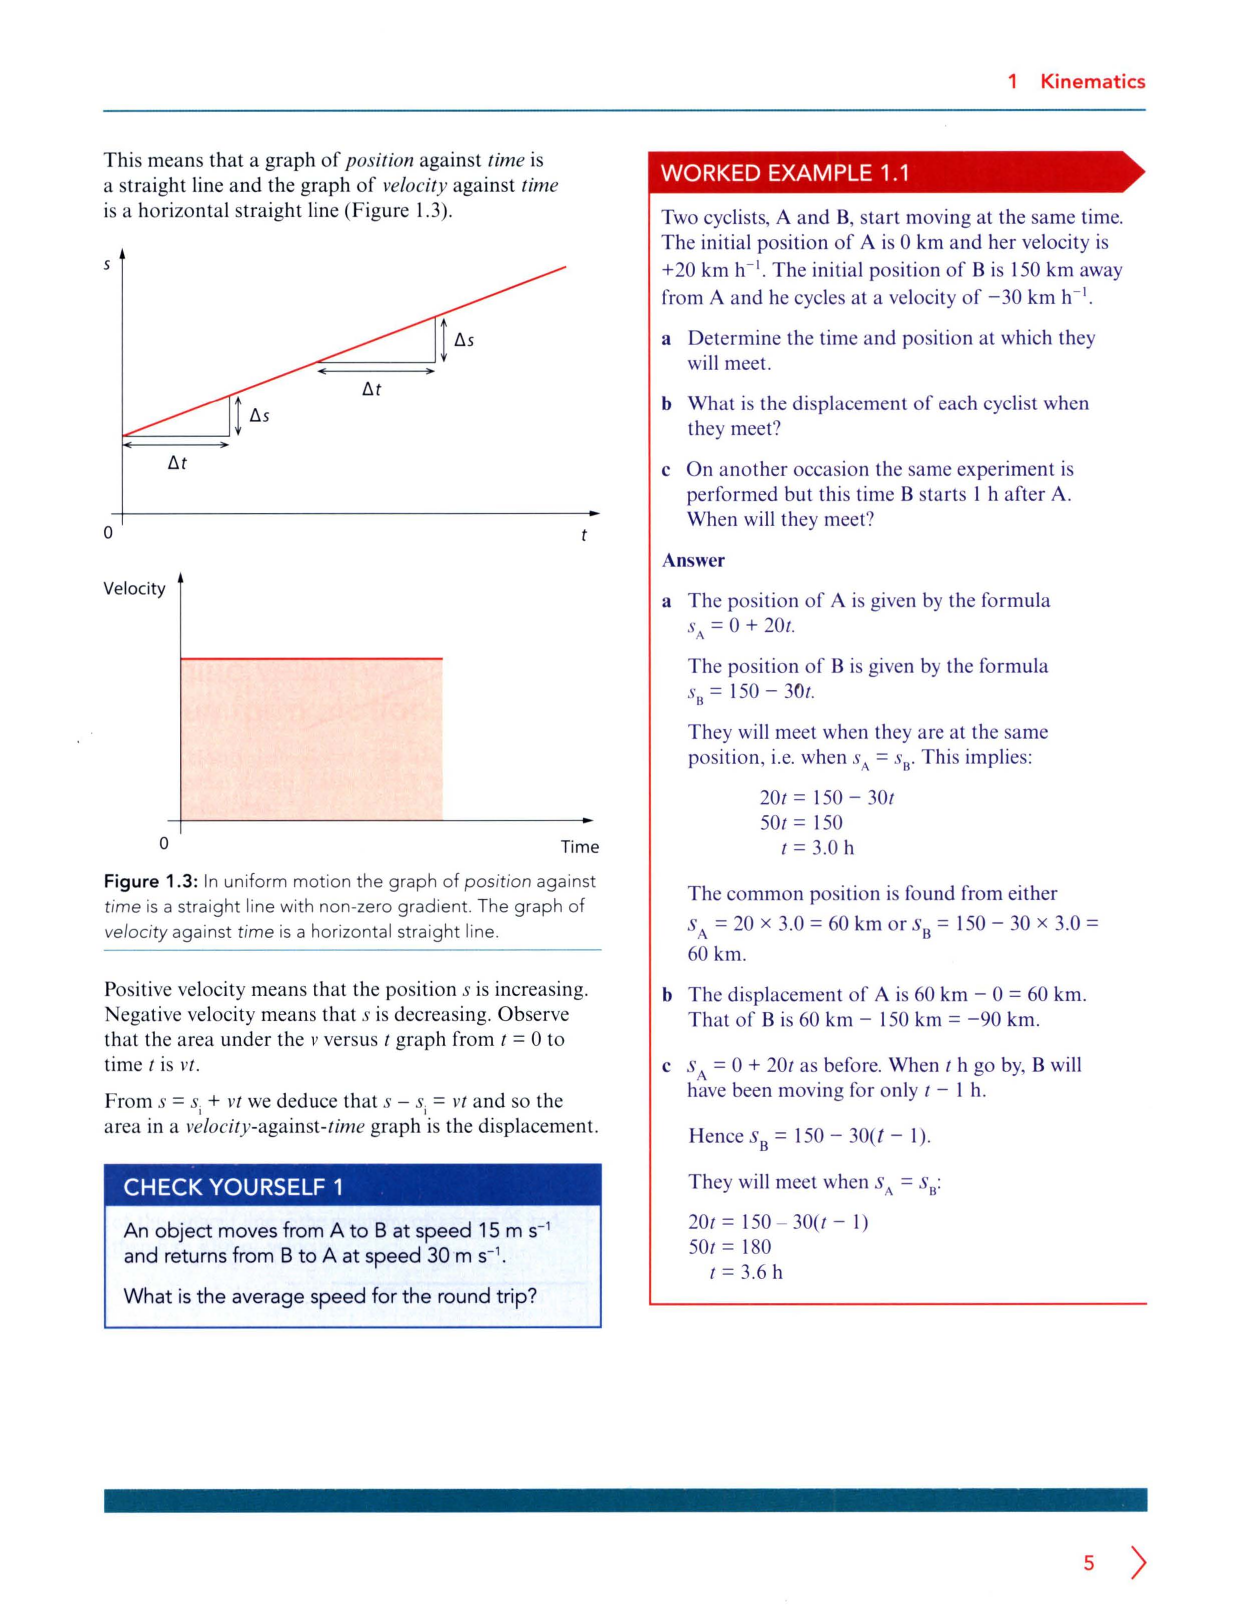 1 Kinematics
This means that a graph of position against time is
a straight line and the graph of velocity against time
is a horizontal straight line (Figure 1.3).
s
Δs
Δt
Δs
Δt
0
t
Velocity
0
Time
Figure 1.3: In uniform motion the graph of position against
time is a straight line with non-zero gradient. The graph of
velocity against time is a horizontal straight line.
Positive velocity means that the position s is increasing.
Negative velocity means that s is decreasing. Observe
that the area under the v versus t graph from t = 0 to
time t is vt.
From s = sᵢ + vt we deduce that s − sᵢ = vt and so the
area in a velocity-against-time graph is the displacement.
CHECK YOURSELF 1
An object moves from A to B at speed 15 m s⁻¹
and returns from B to A at speed 30 m s⁻¹.
What is the average speed for the round trip?
WORKED EXAMPLE 1.1
Two cyclists, A and B, start moving at the same time.
The initial position of A is 0 km and her velocity is
+20 km h⁻¹. The initial position of B is 150 km away
from A and he cycles at a velocity of −30 km h⁻¹.
a Determine the time and position at which they
will meet.
b What is the displacement of each cyclist when
they meet?
c On another occasion the same experiment is
performed but this time B starts 1 h after A.
When will they meet?
Answer
a The position of A is given by the formula
s_A = 0 + 20t.
The position of B is given by the formula
s_B = 150 − 30t.
They will meet when they are at the same
position, i.e. when s_A = s_B. This implies:
20t = 150 − 30t
50t = 150
t = 3.0 h
The common position is found from either
s_A = 20 × 3.0 = 60 km or s_B = 150 − 30 × 3.0 =
60 km.
b The displacement of A is 60 km − 0 = 60 km.
That of B is 60 km − 150 km = −90 km.
c s_A = 0 + 20t as before. When t h go by, B will
have been moving for only t − 1 h.
Hence s_B = 150 − 30(t − 1).
They will meet when s_A = s_B:
20t = 150 − 30(t − 1)
50t = 180
t = 3.6 h
5